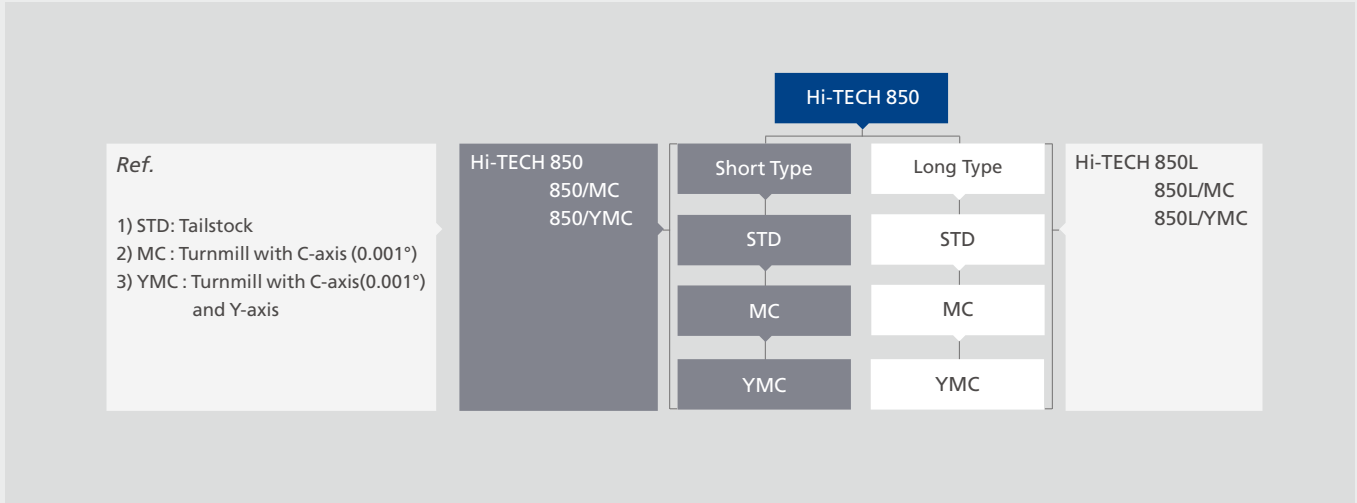 Hi-TECH 850
Ref.
1) STD: Tailstock
2) MC : Turnmill with C-axis (0.001°)
3) YMC : Turnmill with C-axis(0.001°)
and Y-axis
Hi-TECH 850
850/MC
850/YMC
Short Type
STD
MC
YMC
Long Type
STD
MC
YMC
Hi-TECH 850L
850L/MC
850L/YMC